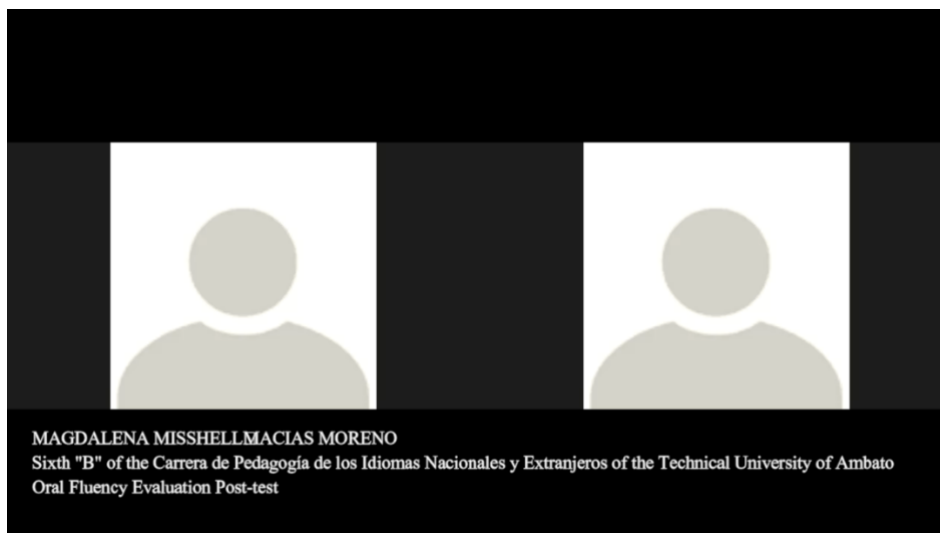 MAGDALENA MISSHELLMACIAS MORENO
Sixth "B" of the Carrera de Pedagogía de los Idiomas Nacionales y Extranjeros of the Technical University of Ambato
Oral Fluency Evaluation Post-test